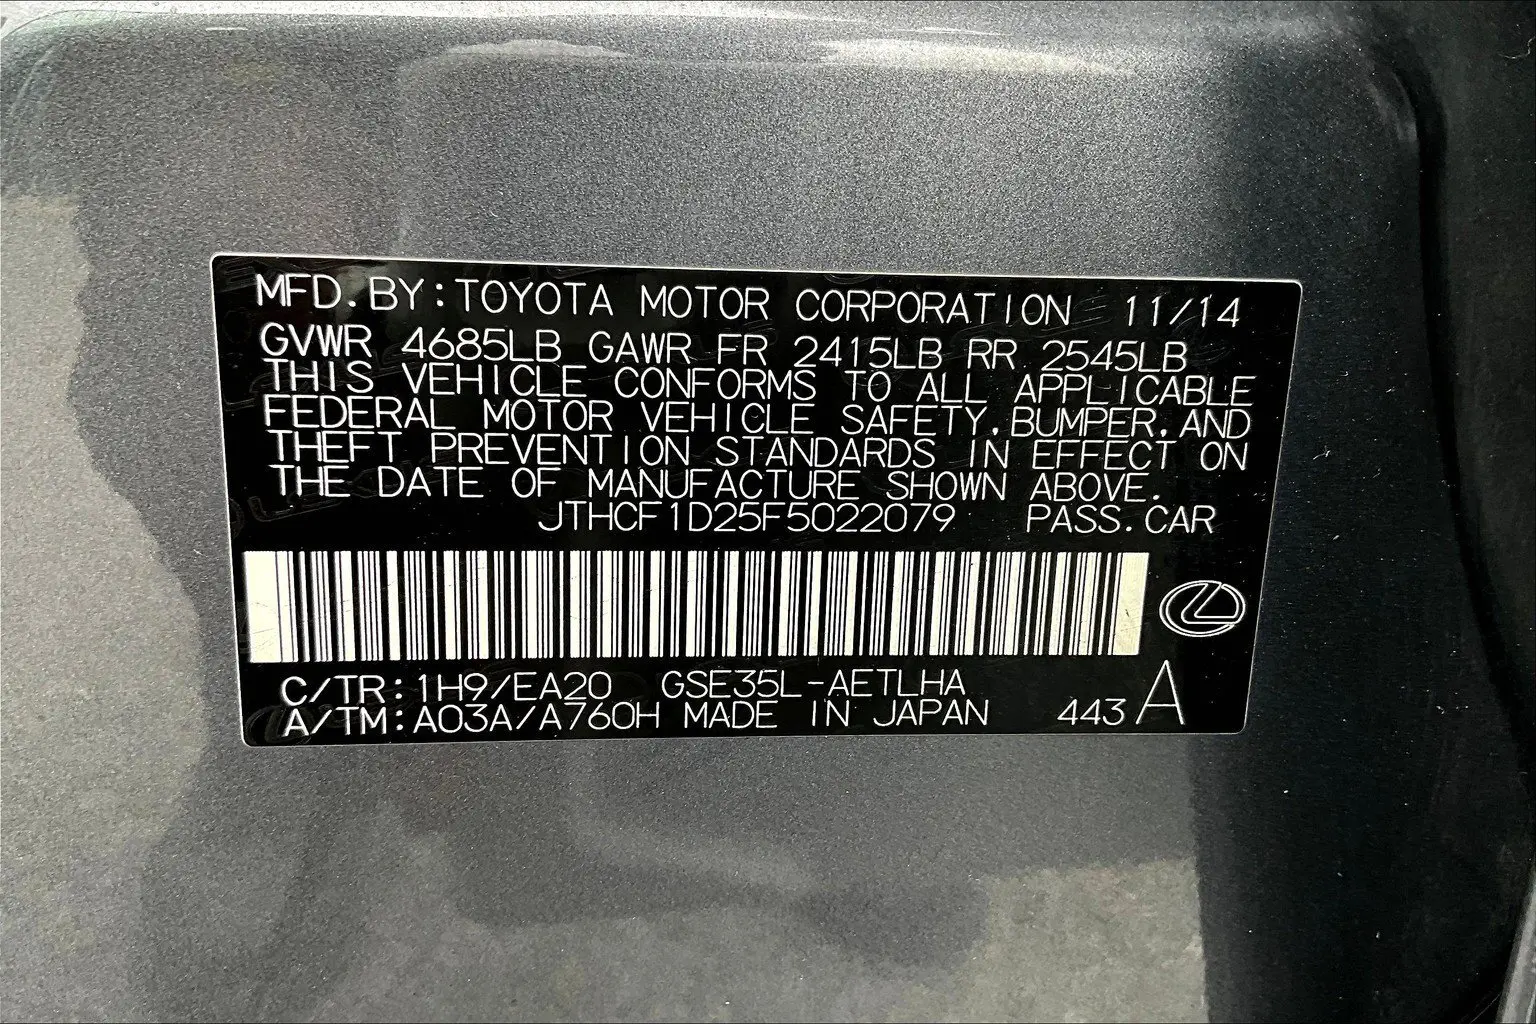 MFD.BY:TOYOTA MOTOR CORPORATION 11/14
GVWR 4685LB GAWR FR 2415LB RR 2545LB
THIS VEHICLE CONFORMS TO ALL APPLICABLE
FEDERAL MOTOR VEHICLE SAFETY,BUMPER,AND
THEFT PREVENTION STANDARDS IN EFFECT ON
THE DATE OF MANUFACTURE SHOWN ABOVE.
JTHCF1D25F5022079 PASS.CAR
C/TR:1H9/EA20 GSE35L-AETLHA
A/TM:A03A/A760H MADE IN JAPAN 443 A